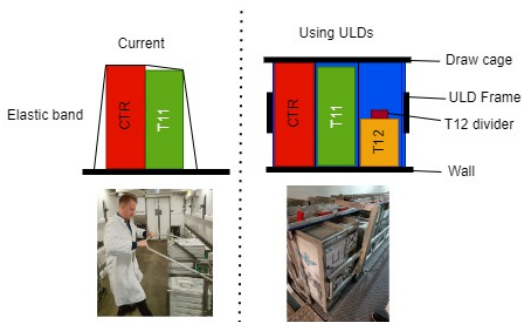 Current
Using ULDs
Elastic band
CTR
T11
CTR
T11
T12
Draw cage
ULD Frame
T12 divider
Wall